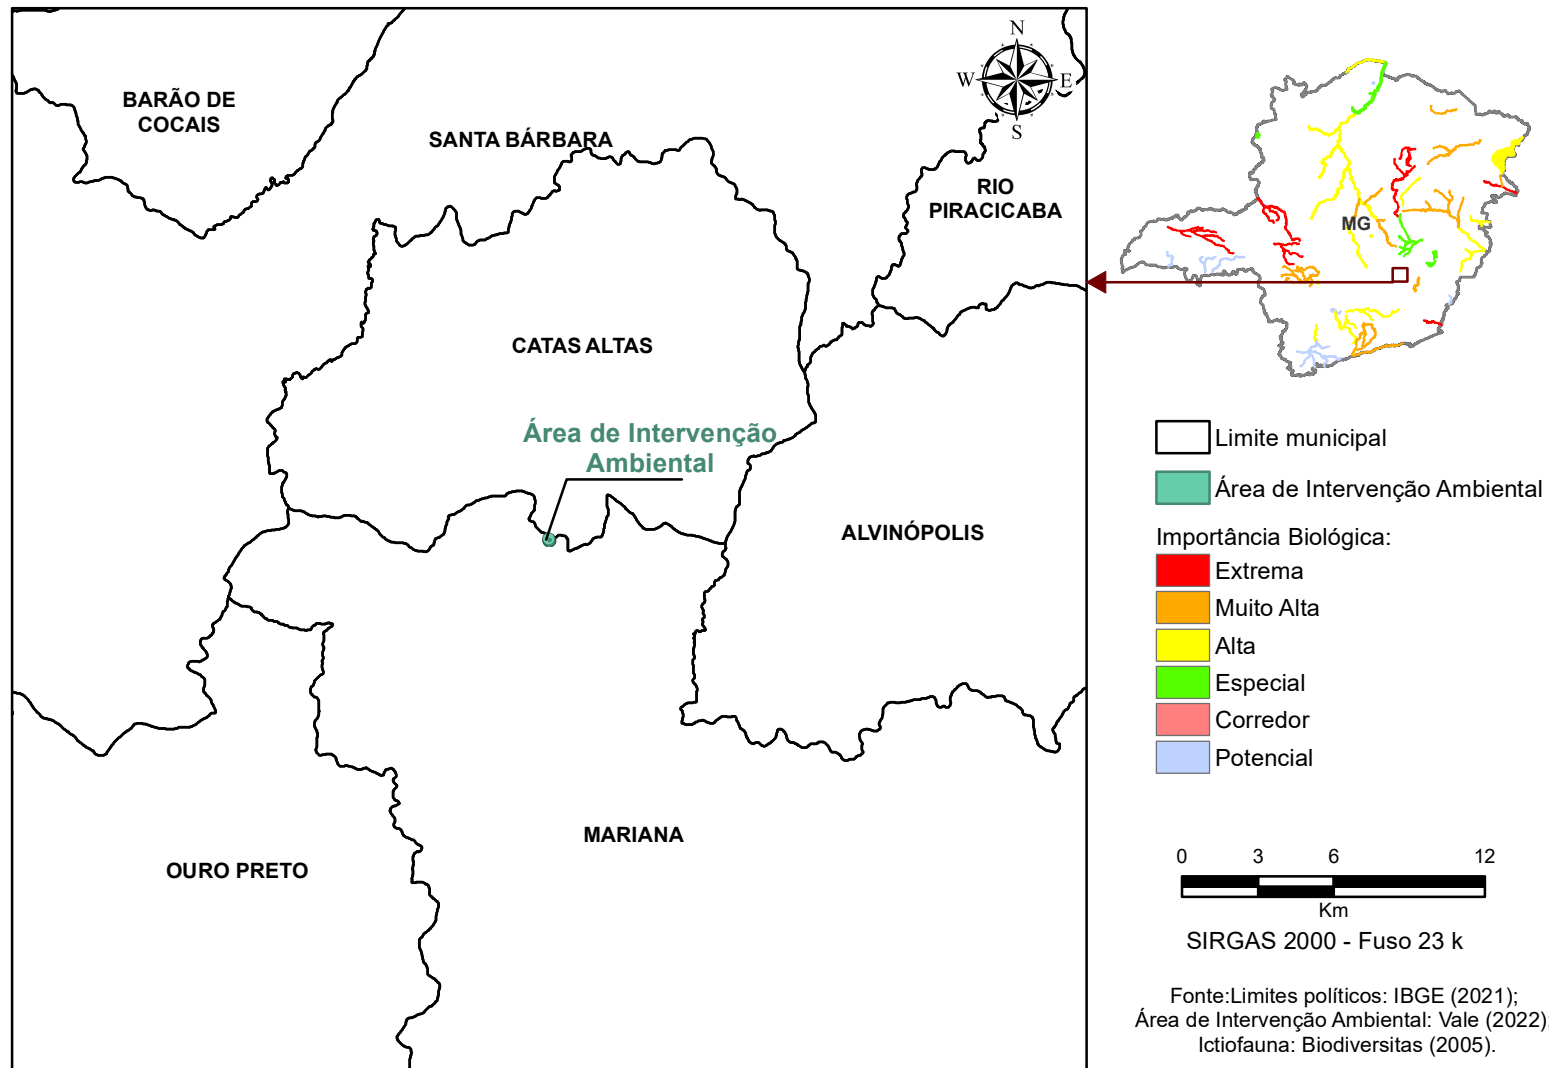 BARÃO DE
COCAIS
SANTA BÁRBARA
N
W
E
S
RIO
PIRACICABA
CATAS ALTAS
Área de Intervenção
Ambiental
ALVINÓPOLIS
MARIANA
OURO PRETO
MG
Limite municipal
Área de Intervenção Ambiental
Importância Biológica:
Extrema
Muito Alta
Alta
Especial
Corredor
Potencial
0 3 6 12
Km
SIRGAS 2000 - Fuso 23 k
Fonte:Limites políticos: IBGE (2021);
Área de Intervenção Ambiental: Vale (2022);
Ictiofauna: Biodiversitas (2005).